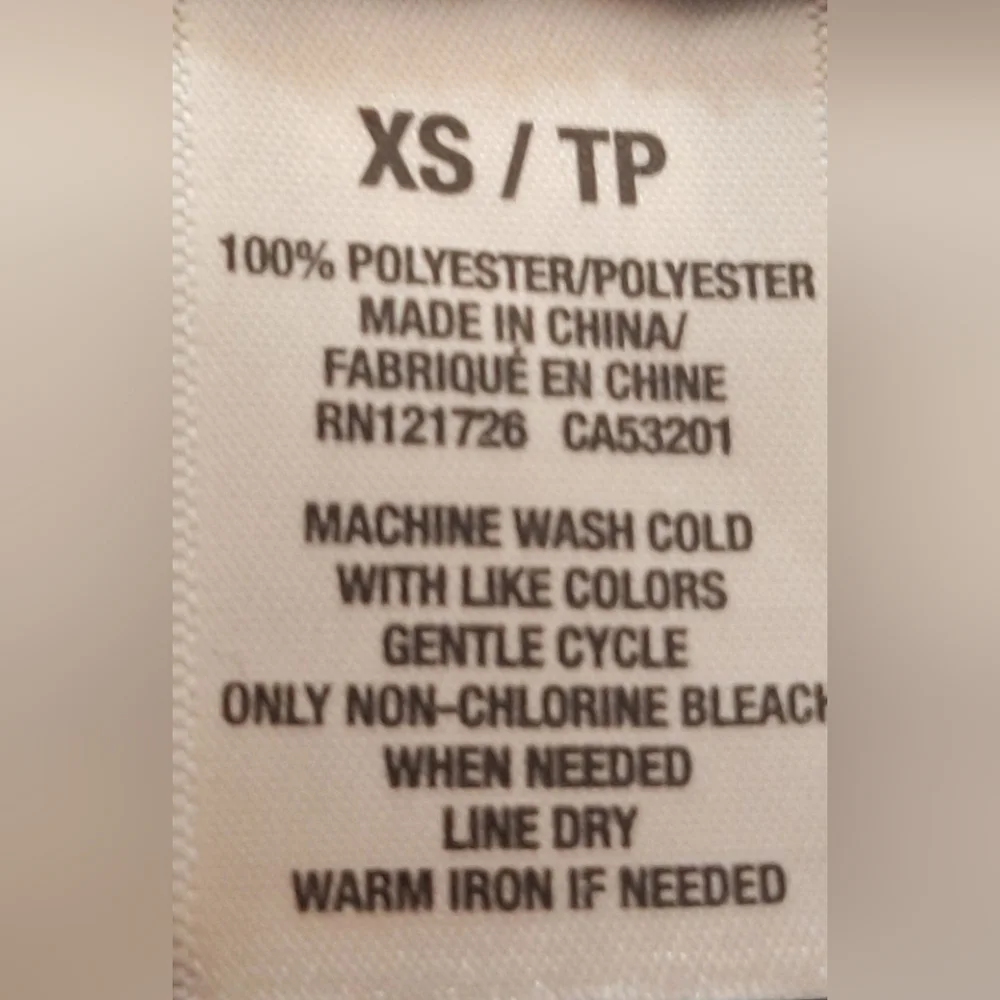 XS / TP
100% POLYESTER/POLYESTER
MADE IN CHINA/
FABRIQUÉ EN CHINE
RN121726 CA53201
MACHINE WASH COLD
WITH LIKE COLORS
GENTLE CYCLE
ONLY NON-CHLORINE BLEACH
WHEN NEEDED
LINE DRY
WARM IRON IF NEEDED